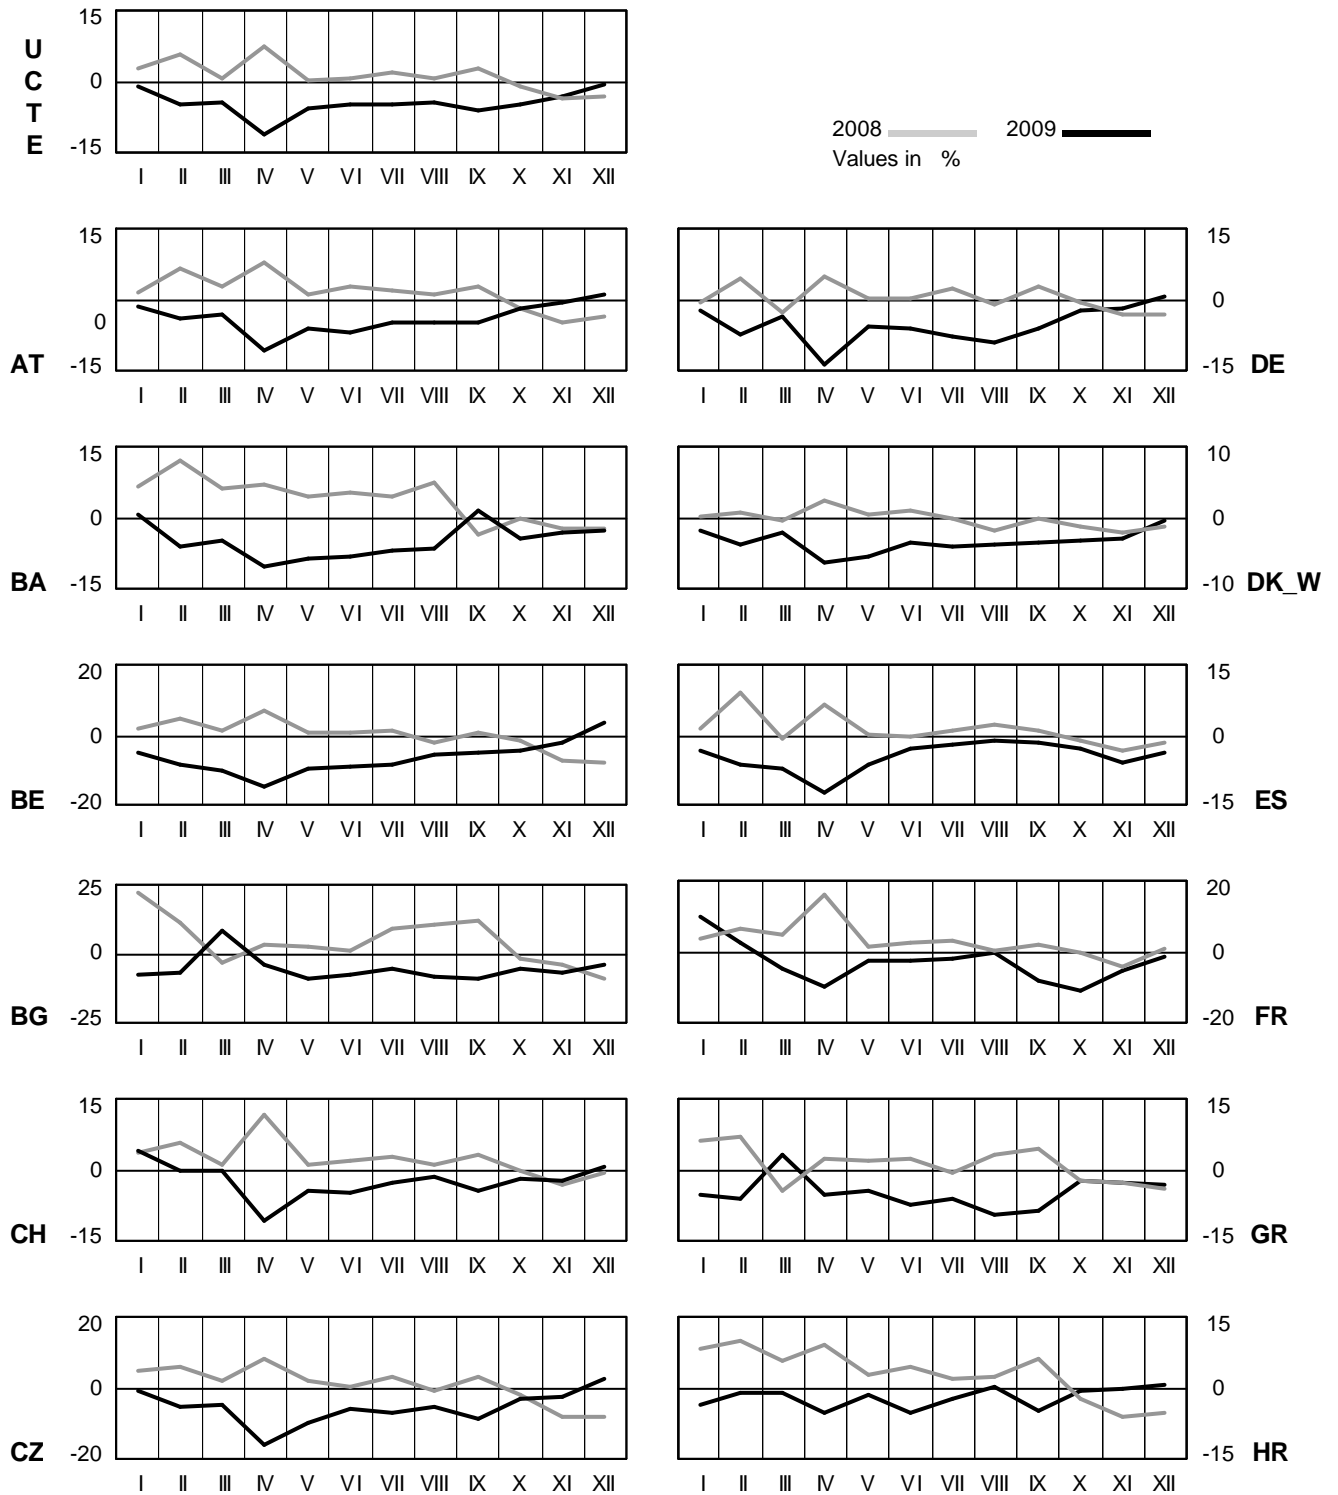 15
U
C
0
T
E
-15
I II III IV V VI VII VIII IX X XI XII
2008 2009
Values in %
15
0
AT -15
I II III IV V VI VII VIII IX X XI XII
15
0
-15 DE
I II III IV V VI VII VIII IX X XI XII
15
0
BA -15
I II III IV V VI VII VIII IX X XI XII
10
0
-10 DK_W
I II III IV V VI VII VIII IX X XI XII
20
0
BE -20
I II III IV V VI VII VIII IX X XI XII
15
0
-15 ES
I II III IV V VI VII VIII IX X XI XII
25
0
BG -25
I II III IV V VI VII VIII IX X XI XII
20
0
-20 FR
I II III IV V VI VII VIII IX X XI XII
15
0
CH -15
I II III IV V VI VII VIII IX X XI XII
15
0
-15 GR
I II III IV V VI VII VIII IX X XI XII
20
0
CZ -20
I II III IV V VI VII VIII IX X XI XII
15
0
-15 HR
I II III IV V VI VII VIII IX X XI XII